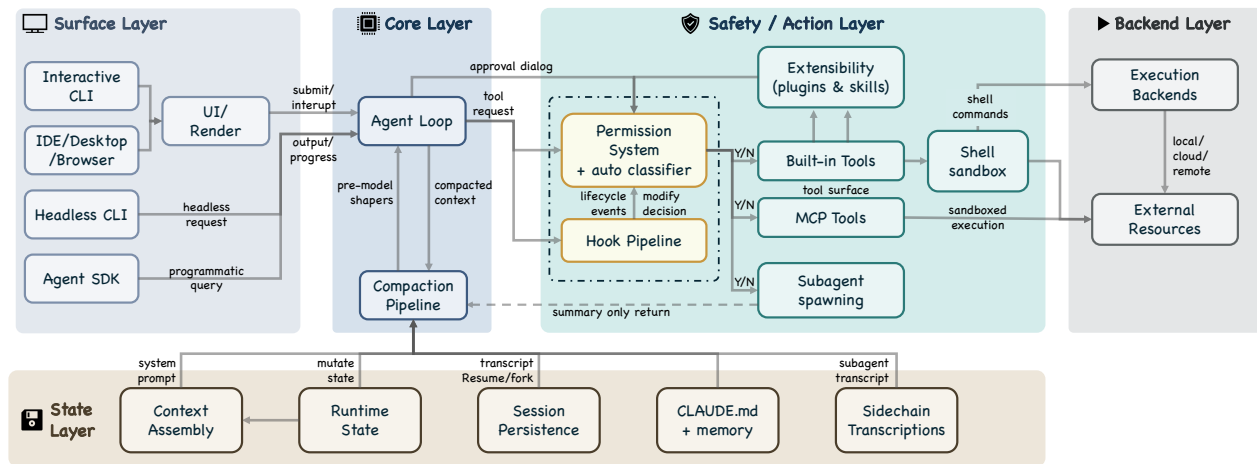 Surface Layer
Core Layer
Safety / Action Layer
Backend Layer
Interactive
CLI
IDE/Desktop
/Browser
Headless CLI
Agent SDK
UI/
Render
submit/
interupt
output/
progress
headless
request
programmatic
query
Agent Loop
pre-model
shapers
compacted
context
Compaction
Pipeline
approval dialog
tool
request
Permission
System
+ auto classifier
lifecycle
events
modify
decision
Hook Pipeline
Y/N
Y/N
Y/N
Extensibility
(plugins & skills)
Built-in Tools
tool surface
MCP Tools
Subagent
spawning
summary only return
Shell
sandbox
shell
commands
sandboxed
execution
Execution
Backends
local/
cloud/
remote
External
Resources
system
prompt
mutate
state
transcript
Resume/fork
subagent
transcript
State
Layer
Context
Assembly
Runtime
State
Session
Persistence
CLAUDE.md
+ memory
Sidechain
Transcriptions